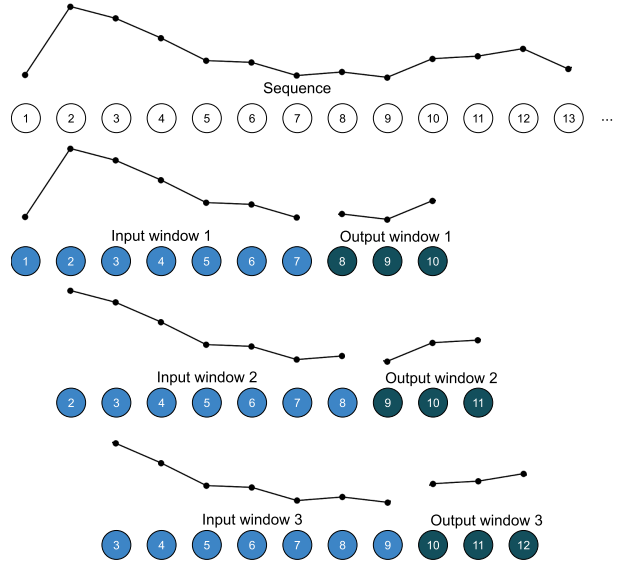 Sequence
1 2 3 4 5 6 7 8 9 10 11 12 13 ...
Input window 1 Output window 1
1 2 3 4 5 6 7 8 9 10
Input window 2 Output window 2
2 3 4 5 6 7 8 9 10 11
Input window 3 Output window 3
3 4 5 6 7 8 9 10 11 12